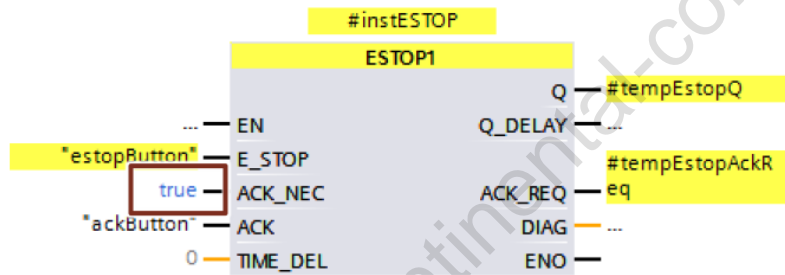 #instESTOP
ESTOP1
Q #tempEstopQ
... EN Q_DELAY ...
"estopButton" E_STOP
#tempEstopAckR
true ACK_NEC ACK_REQ eq
"ackButton" ACK DIAG ...
0 TIME_DEL ENO